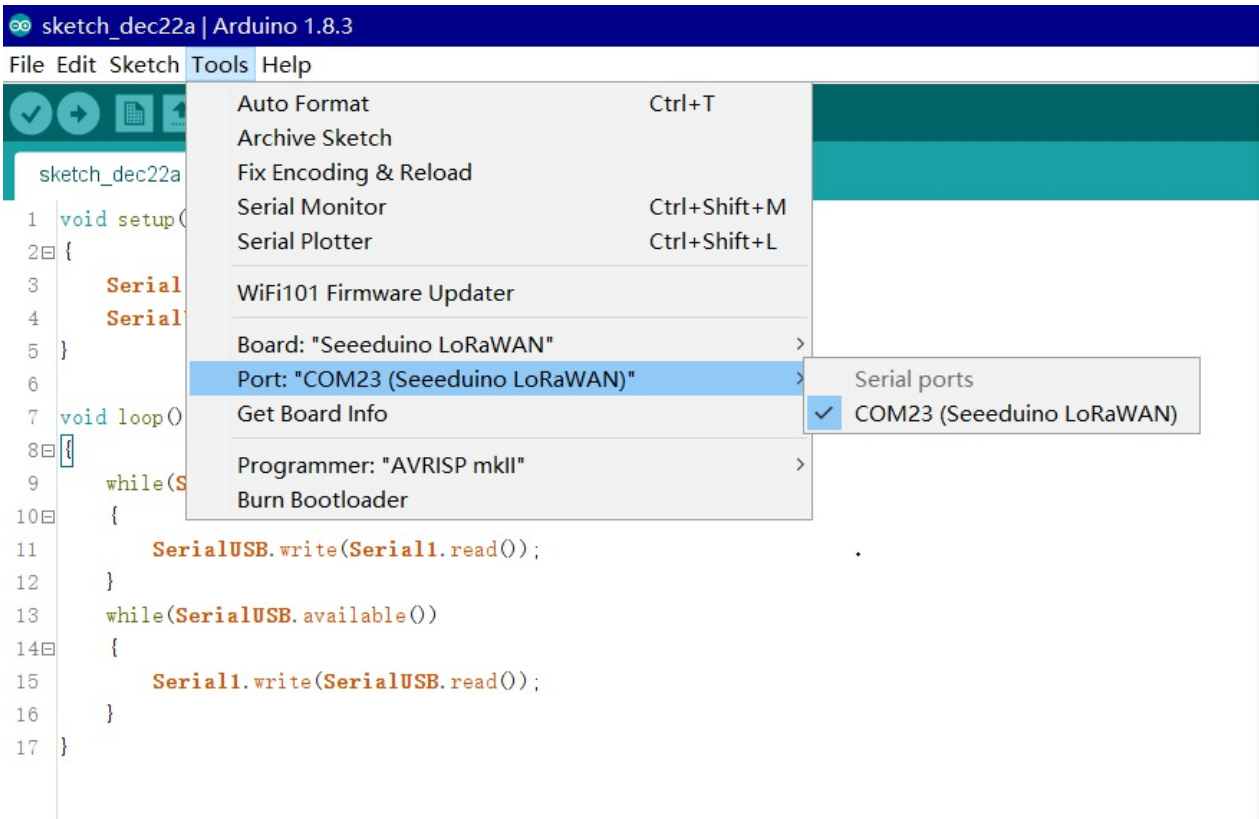 sketch_dec22a | Arduino 1.8.3
File Edit Sketch Tools Help
Auto Format Ctrl+T
Archive Sketch
sketch_dec22a
Fix Encoding & Reload
Serial Monitor Ctrl+Shift+M
Serial Plotter Ctrl+Shift+L
WiFi101 Firmware Updater
Board: "Seeeduino LoRaWAN"
Port: "COM23 (Seeeduino LoRaWAN)"
Get Board Info
Programmer: "AVRISP mkII"
Burn Bootloader
Serial ports
COM23 (Seeeduino LoRaWAN)
1 void setup(
2 {
3 Serial
4 Serial
5 }
6
7 void loop()
8 {
9 while(S
10 {
11 SerialUSB.write(Serial1.read());
12 }
13 while(SerialUSB.available())
14 {
15 Serial1.write(SerialUSB.read());
16 }
17 }